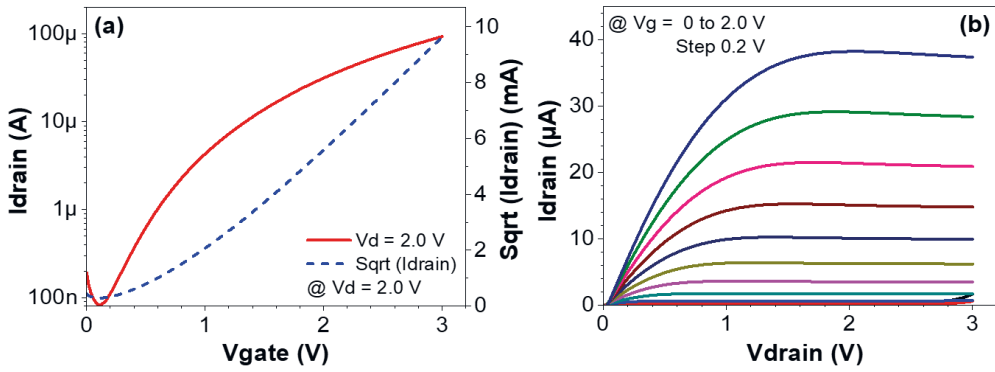 (a)
Idrain (A)
100µ
10µ
1µ
100n
10
8
6
4
2
0
Sqrt (Idrain) (mA)
Vd = 2.0 V
Sqrt (Idrain)
@ Vd = 2.0 V
0 1 2 3
Vgate (V)
(b)
@ Vg = 0 to 2.0 V
Step 0.2 V
Idrain (µA)
40
30
20
10
0
0 1 2 3
Vdrain (V)